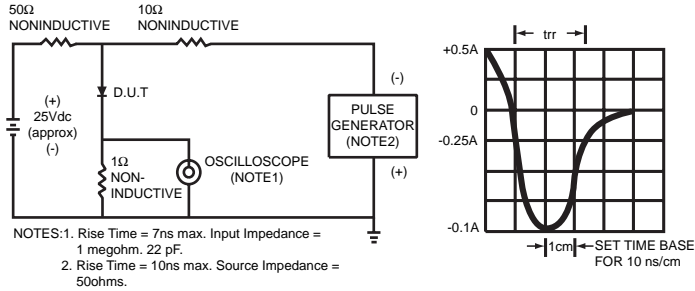 50Ω
NONINDUCTIVE
10Ω
NONINDUCTIVE
D.U.T
(+)
25Vdc
(approx)
(-)
1Ω
NON-
INDUCTIVE
OSCILLOSCOPE
(NOTE1)
(-)
PULSE
GENERATOR
(NOTE2)
(+)
NOTES:1. Rise Time = 7ns max. Input Impedance =
1 megohm. 22 pF.
2. Rise Time = 10ns max. Source Impedance =
50ohms.
trr
+0.5A
0
-0.25A
-0.1A
1cm
SET TIME BASE
FOR 10 ns/cm